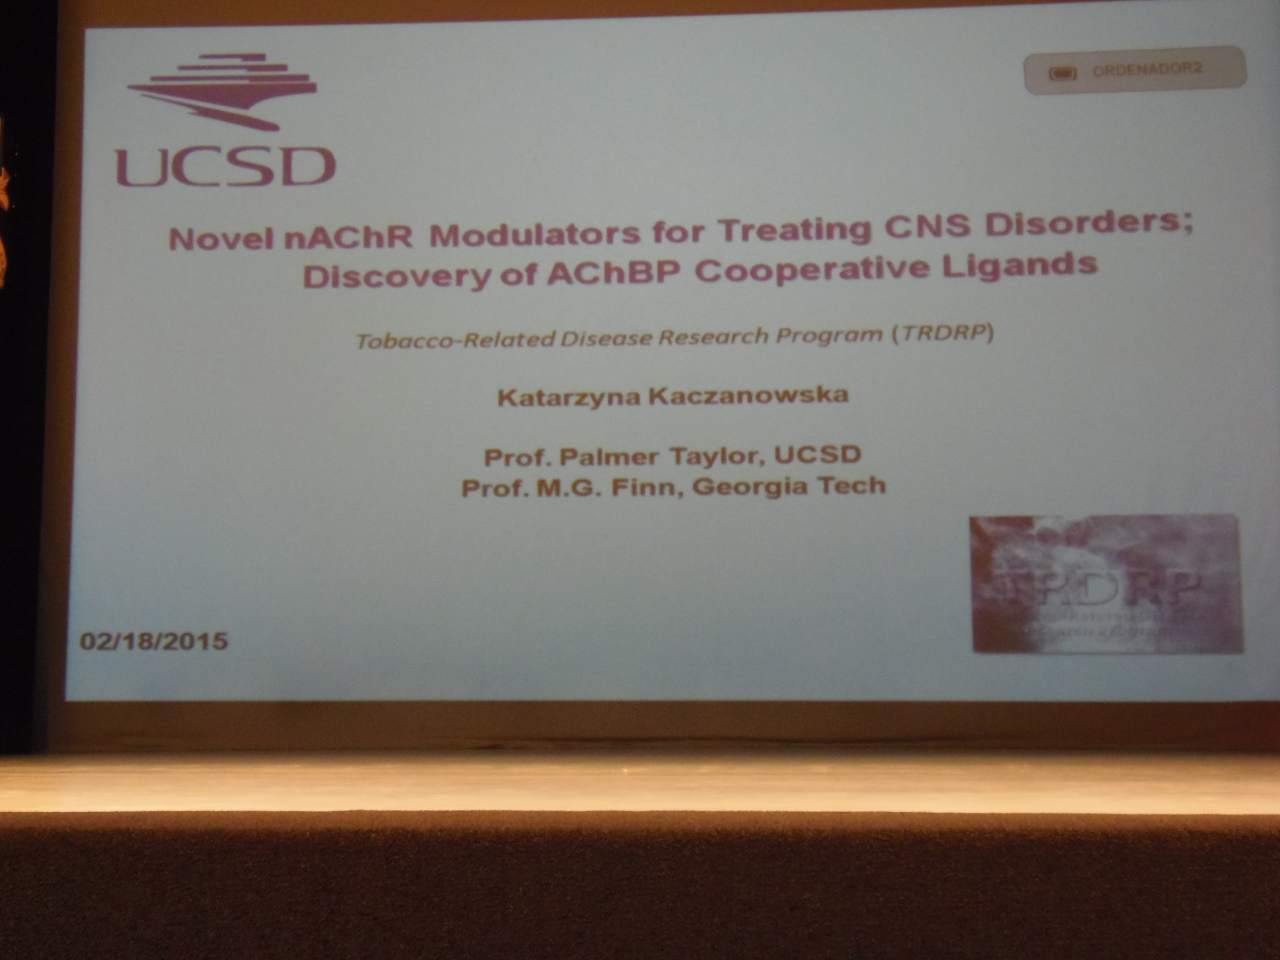 UCSD
ORDENADOR2
Novel nAChR Modulators for Treating CNS Disorders;
Discovery of AChBP Cooperative Ligands
Tobacco-Related Disease Research Program (TRDRP)
Katarzyna Kaczanowska
Prof. Palmer Taylor, UCSD
Prof. M.G. Finn, Georgia Tech
TRDRP
02/18/2015